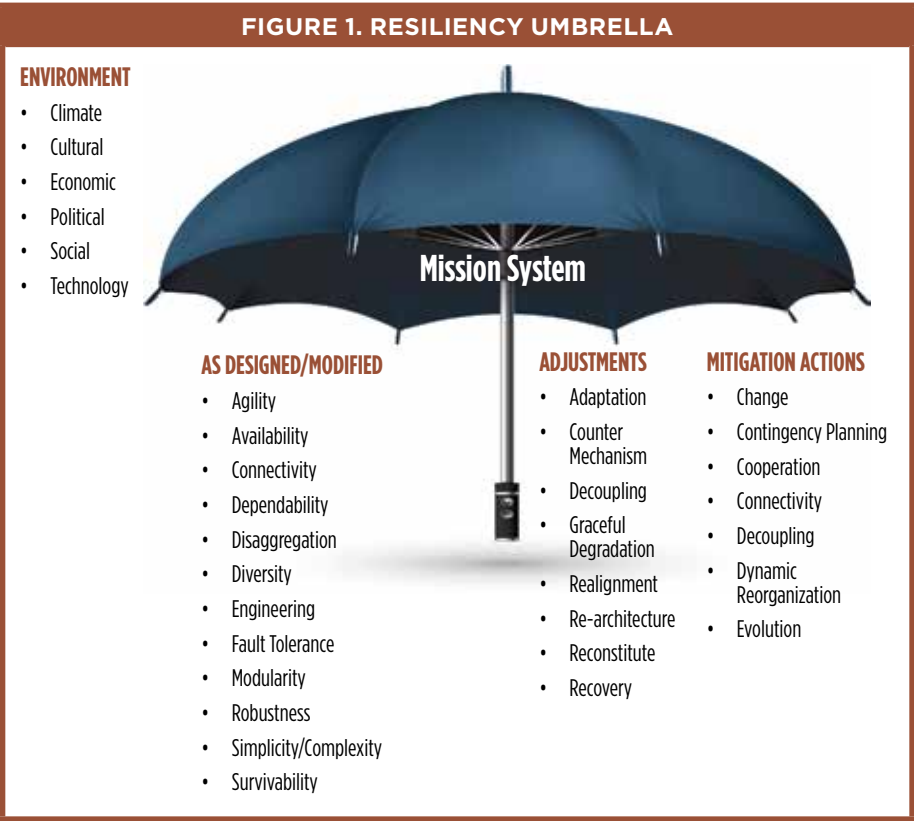 FIGURE 1. RESILIENCY UMBRELLA
ENVIRONMENT
• Climate
• Cultural
• Economic
• Political
• Social
• Technology
Mission System
AS DESIGNED/MODIFIED
• Agility
• Availability
• Connectivity
• Dependability
• Disaggregation
• Diversity
• Engineering
• Fault Tolerance
• Modularity
• Robustness
• Simplicity/Complexity
• Survivability
ADJUSTMENTS
• Adaptation
• Counter
Mechanism
• Decoupling
• Graceful
Degradation
• Realignment
• Re-architecture
• Reconstitute
• Recovery
MITIGATION ACTIONS
• Change
• Contingency Planning
• Cooperation
• Connectivity
• Decoupling
• Dynamic
Reorganization
• Evolution